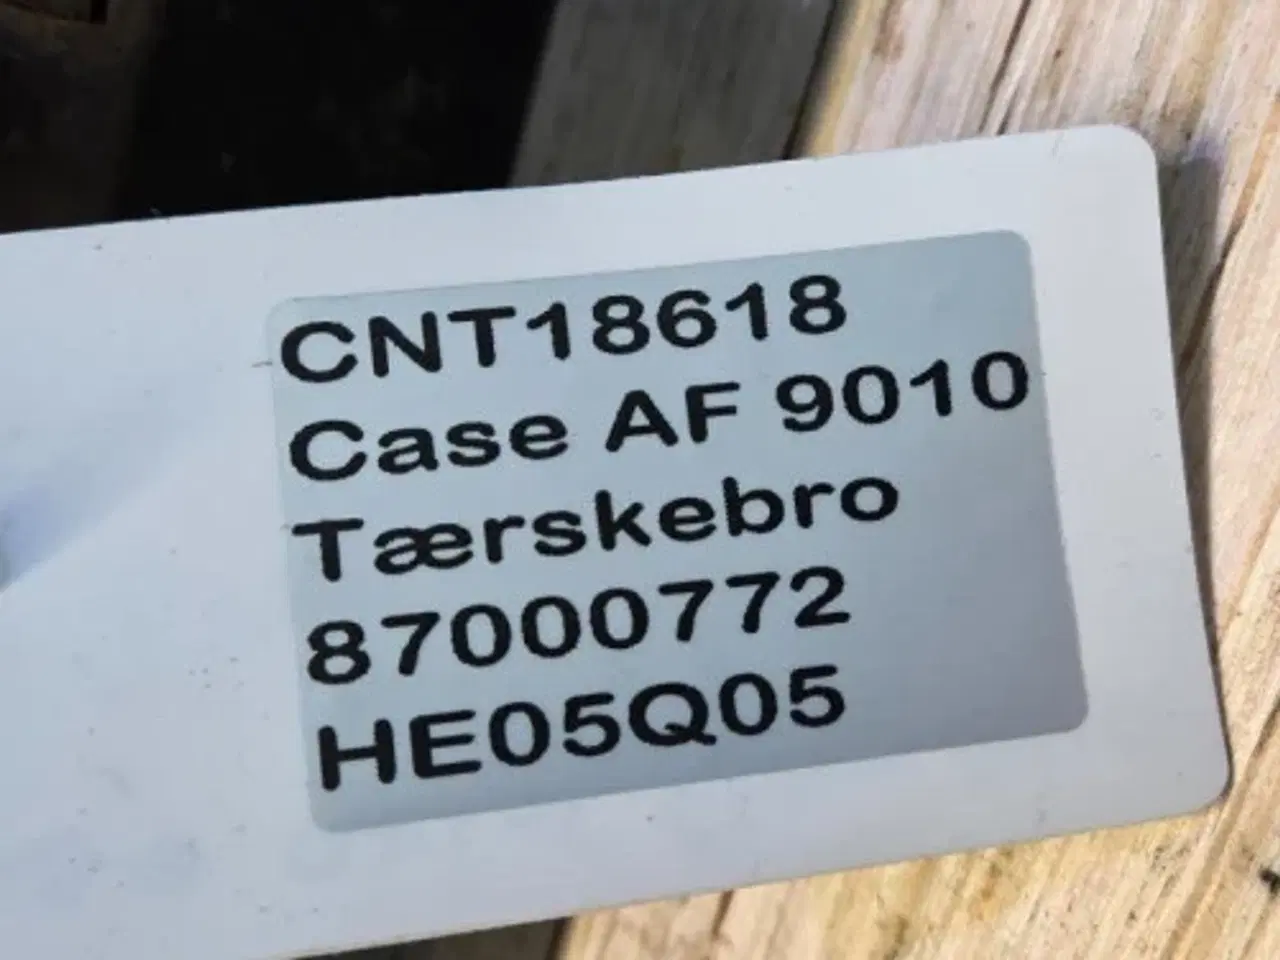 CNT18618
Case AF 9010
Tærskebro
87000772
HE05Q05